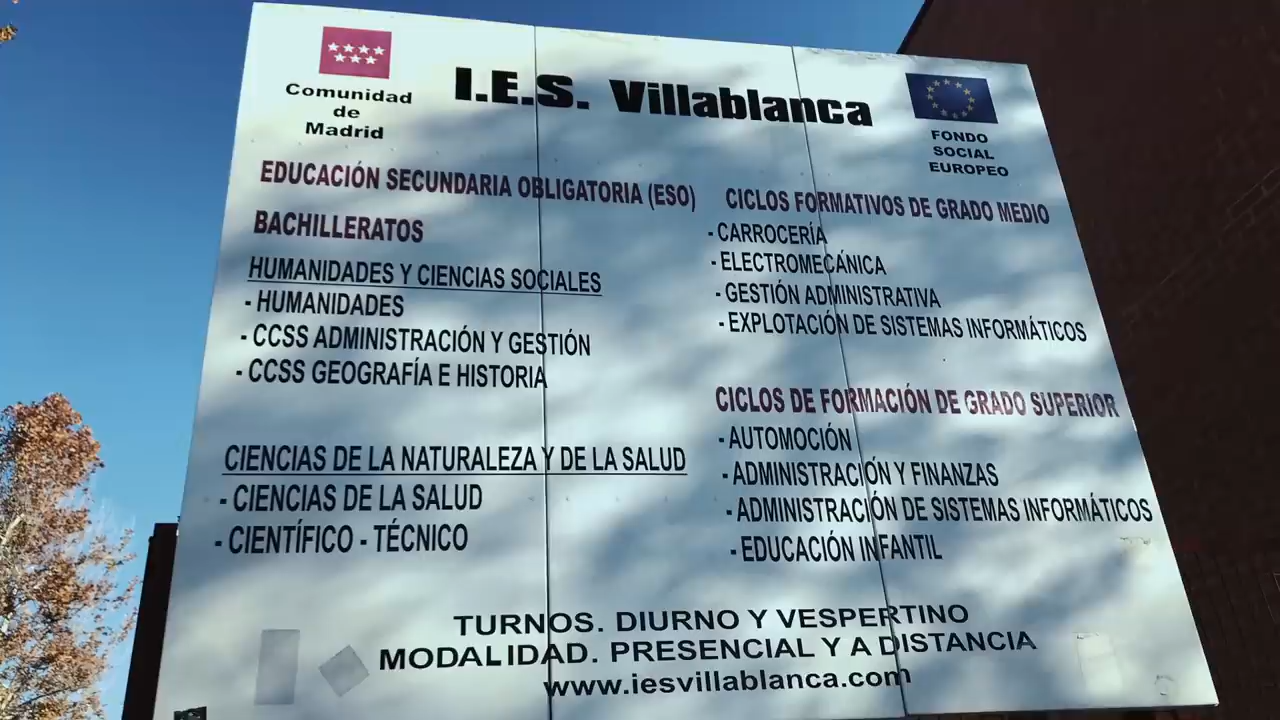 Comunidad
de
Madrid
I.E.S. Villablanca
FONDO
SOCIAL
EUROPEO
EDUCACIÓN SECUNDARIA OBLIGATORIA (ESO)
BACHILLERATOS
HUMANIDADES Y CIENCIAS SOCIALES
- HUMANIDADES
- CCSS ADMINISTRACIÓN Y GESTIÓN
- CCSS GEOGRAFÍA E HISTORIA
CIENCIAS DE LA NATURALEZA Y DE LA SALUD
- CIENCIAS DE LA SALUD
- CIENTÍFICO - TÉCNICO
CICLOS FORMATIVOS DE GRADO MEDIO
- CARROCERÍA
- ELECTROMECÁNICA
- GESTIÓN ADMINISTRATIVA
- EXPLOTACIÓN DE SISTEMAS INFORMÁTICOS
CICLOS DE FORMACIÓN DE GRADO SUPERIOR
- AUTOMOCIÓN
- ADMINISTRACIÓN Y FINANZAS
- ADMINISTRACIÓN DE SISTEMAS INFORMÁTICOS
- EDUCACIÓN INFANTIL
TURNOS. DIURNO Y VESPERTINO
MODALIDAD. PRESENCIAL Y A DISTANCIA
www.iesvillablanca.com